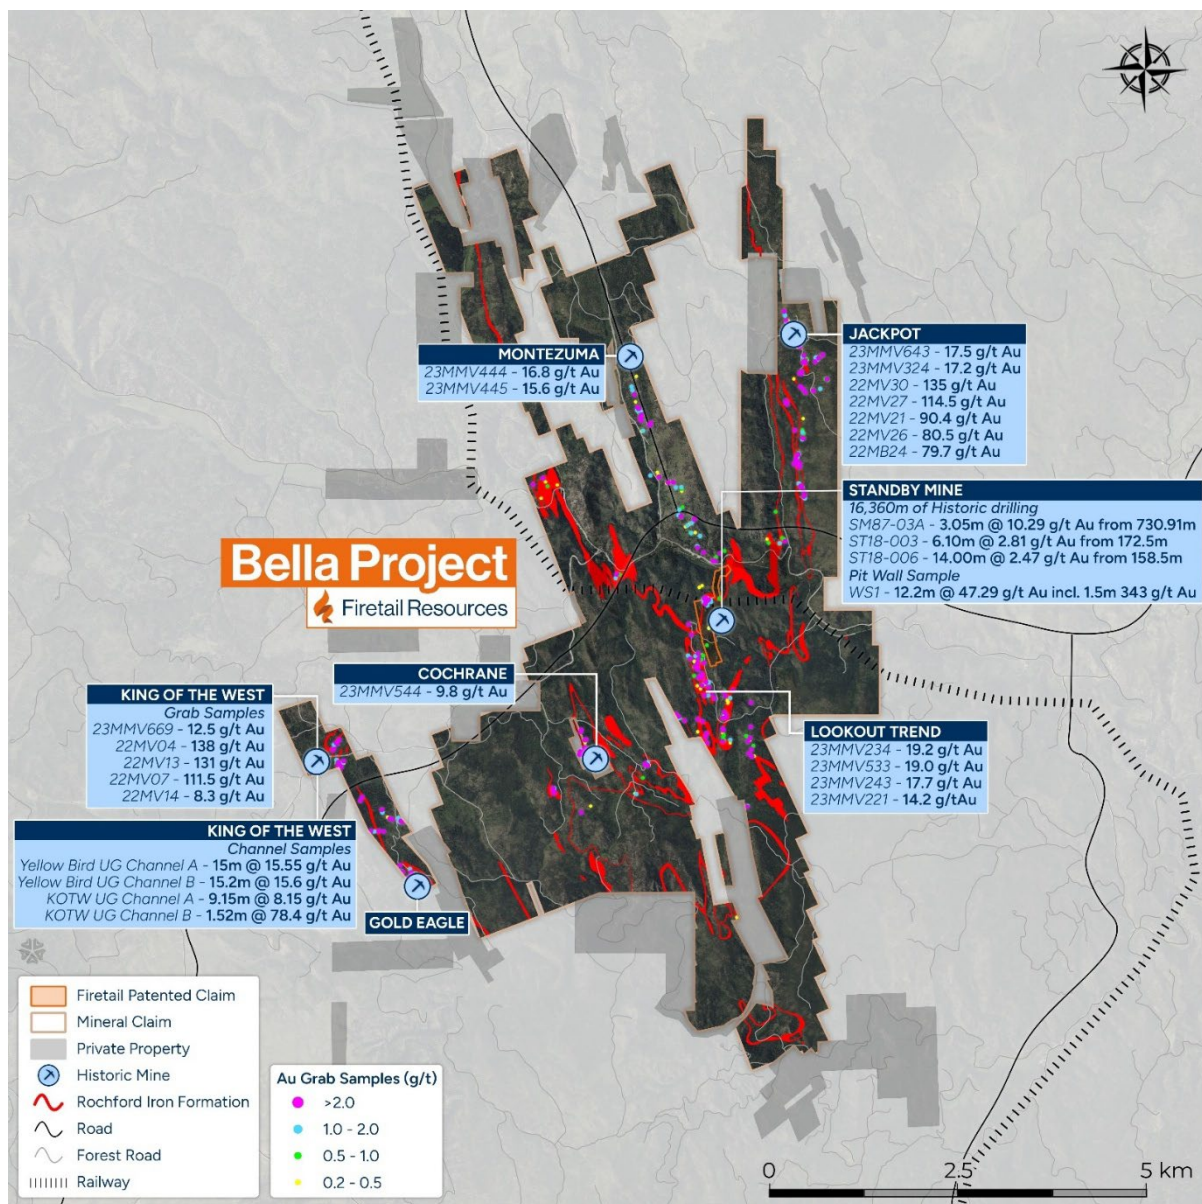 MONTEZUMA
23MMV444 - 16.8 g/t Au
23MMV445 - 15.6 g/t Au
JACKPOT
23MMV643 - 17.5 g/t Au
23MMV324 - 17.2 g/t Au
22MV30 - 135 g/t Au
22MV27 - 114.5 g/t Au
22MV21 - 90.4 g/t Au
22MV26 - 80.5 g/t Au
22MB24 - 79.7 g/t Au
STANDBY MINE
16,360m of Historic drilling
SM87-03A - 3.05m @ 10.29 g/t Au from 730.91m
ST18-003 - 6.10m @ 2.81 g/t Au from 172.5m
ST18-006 - 14.00m @ 2.47 g/t Au from 158.5m
Pit Wall Sample
WS1 - 12.2m @ 47.29 g/t Au incl. 1.5m 343 g/t Au
Bella Project
Firetail Resources
COCHRANE
23MMV544 - 9.8 g/t Au
KING OF THE WEST
Grab Samples
23MMV669 - 12.5 g/t Au
22MV04 - 138 g/t Au
22MV13 - 131 g/t Au
22MV07 - 111.5 g/t Au
22MV14 - 8.3 g/t Au
LOOKOUT TREND
23MMV234 - 19.2 g/t Au
23MMV533 - 19.0 g/t Au
23MMV243 - 17.7 g/t Au
23MMV221 - 14.2 g/tAu
KING OF THE WEST
Channel Samples
Yellow Bird UG Channel A - 15m @ 15.55 g/t Au
Yellow Bird UG Channel B - 15.2m @ 15.6 g/t Au
KOTW UG Channel A - 9.15m @ 8.15 g/t Au
KOTW UG Channel B - 1.52m @ 78.4 g/t Au
GOLD EAGLE
Firetail Patented Claim
Mineral Claim
Private Property
Historic Mine
Rochford Iron Formation
Road
Forest Road
Railway
Au Grab Samples (g/t)
>2.0
1.0 - 2.0
0.5 - 1.0
0.2 - 0.5
0 2.5 5 km